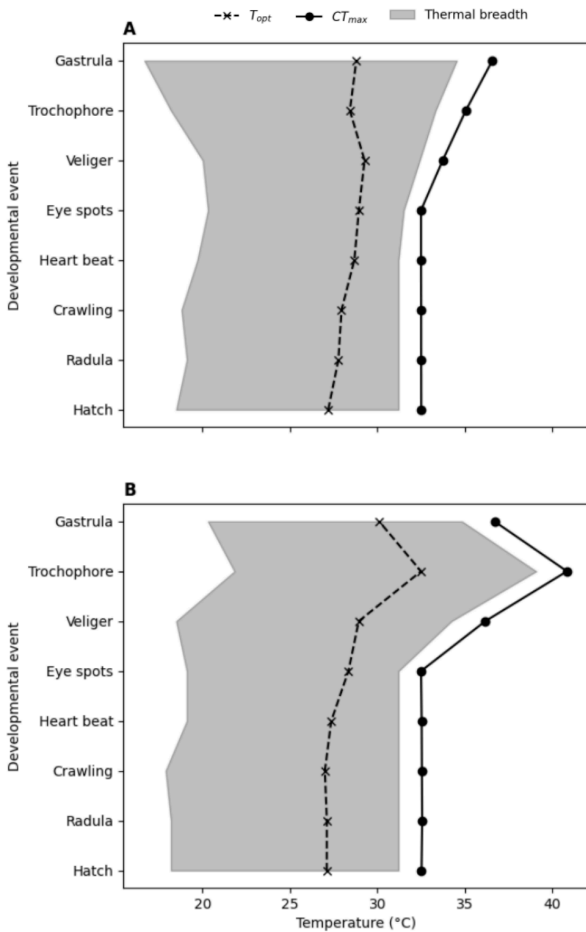 T_opt CT_max Thermal breadth
A
Developmental event
Gastrula
Trochophore
Veliger
Eye spots
Heart beat
Crawling
Radula
Hatch
B
Developmental event
Gastrula
Trochophore
Veliger
Eye spots
Heart beat
Crawling
Radula
Hatch
20 25 30 35 40
Temperature (°C)